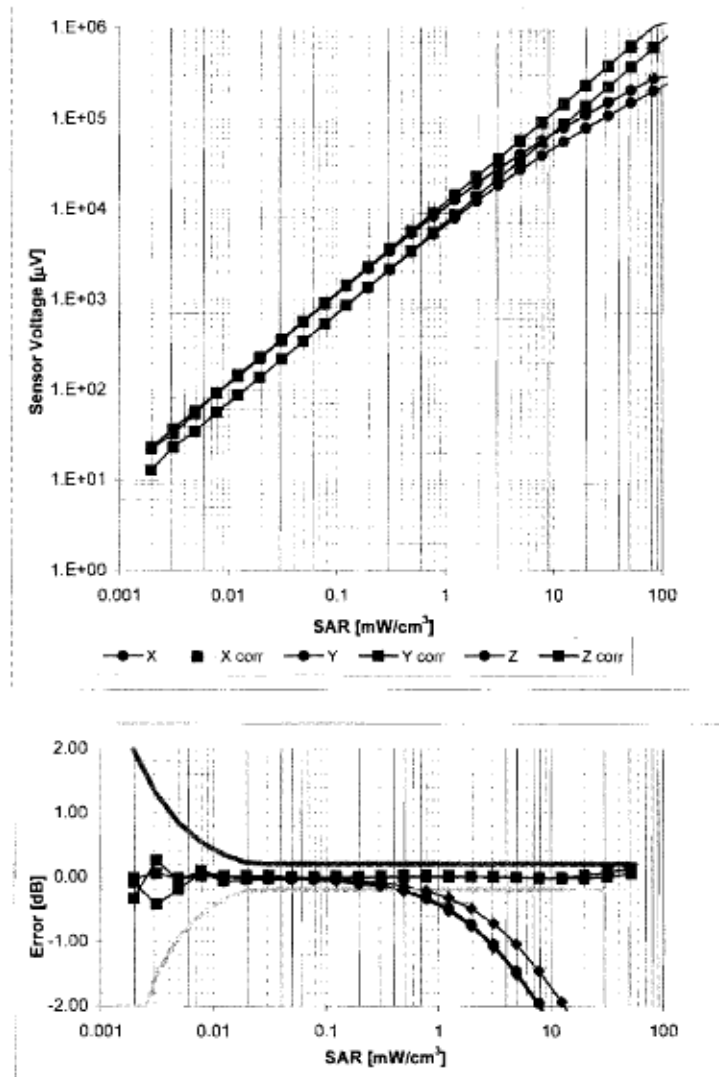 1.E+06
1.E+05
1.E+04
1.E+03
1.E+02
1.E+01
1.E+00
Sensor Voltage [µV]
0.001 0.01 0.1 1 10 100
SAR [mW/cm³]
X X corr Y Y corr Z Z corr
2.00
1.00
0.00
-1.00
-2.00
Error [dB]
0.001 0.01 0.1 1 10 100
SAR [mW/cm³]